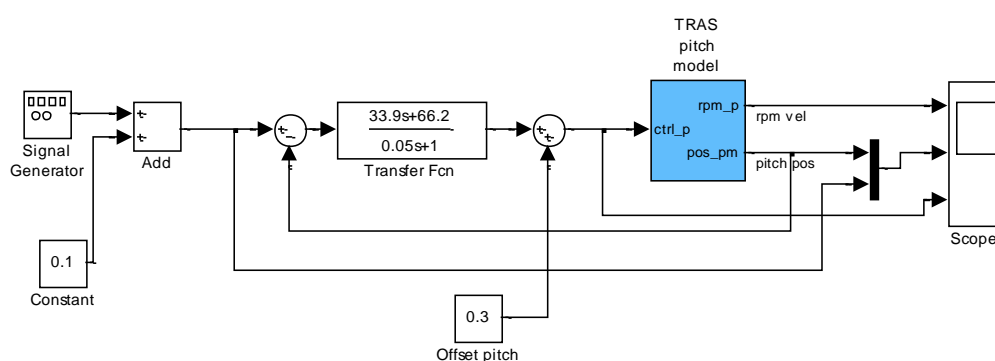 TRAS
pitch
model
rpm_p
rpm vel
ctrl_p
pos_pm
pitch pos
33.9s+66.2
0.05s+1
Transfer Fcn
Signal
Generator
+
+
Add
+
−
+
+
0.1
Constant
0.3
Offset pitch
Scope